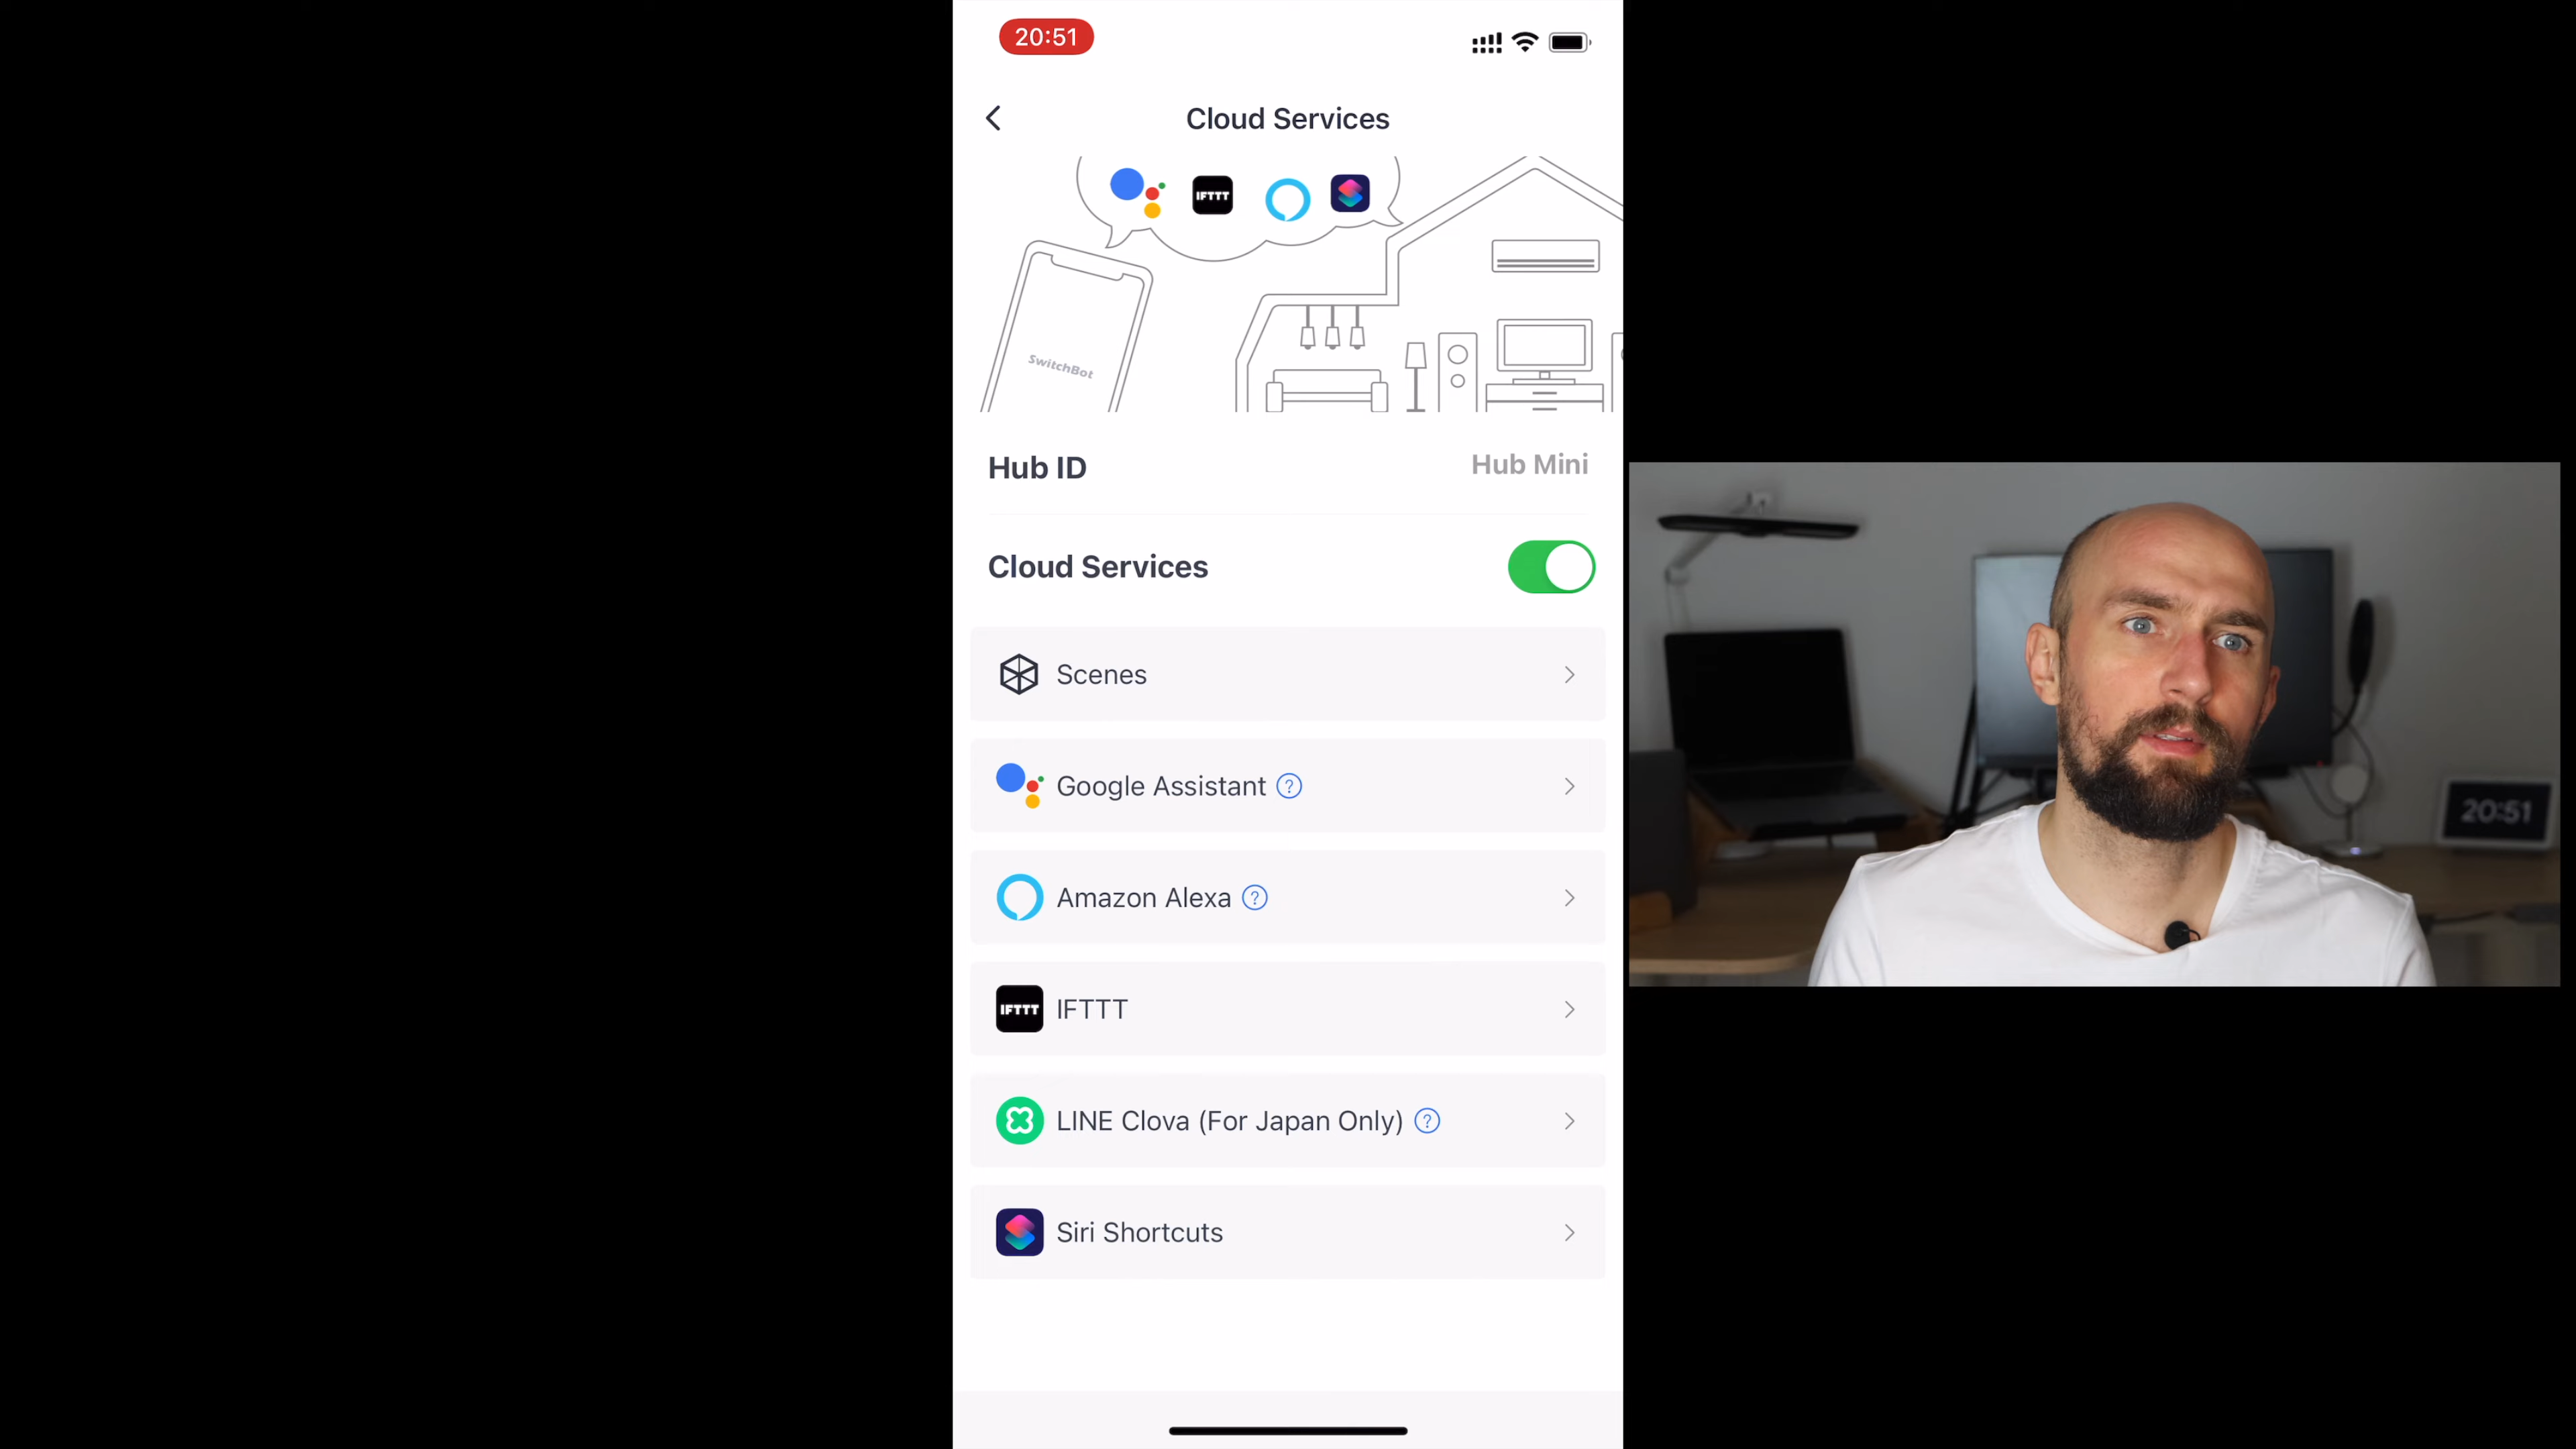 20:51
Cloud Services
IFTTT
SwitchBot
Hub ID
Hub Mini
Cloud Services
Scenes
Google Assistant ?
Amazon Alexa ?
IFTTT IFTTT
LINE Clova (For Japan Only) ?
Siri Shortcuts
20:51